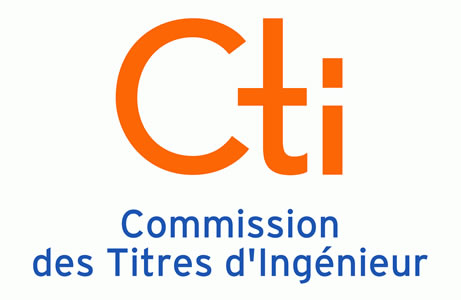 Cti
Commission
des Titres d'Ingénieur